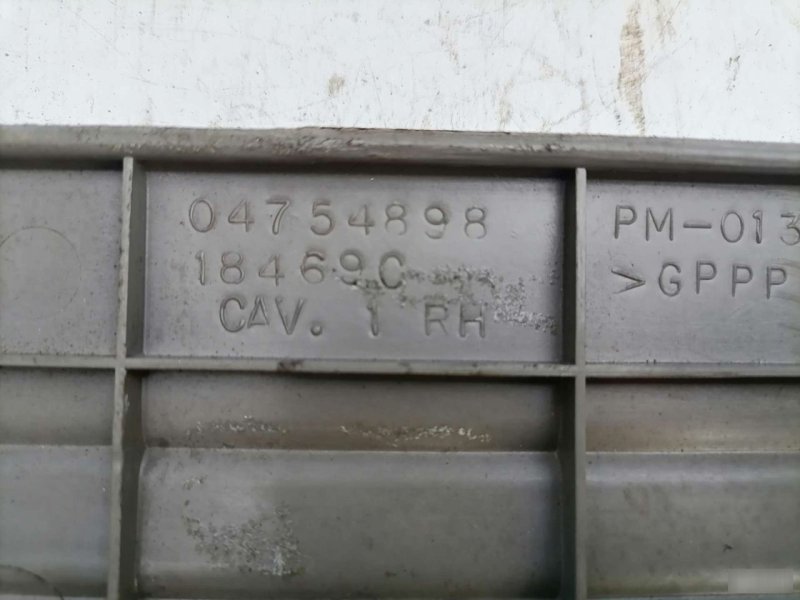 04754898
18469C
CAV. 1 RH
PM-013
>GPPP